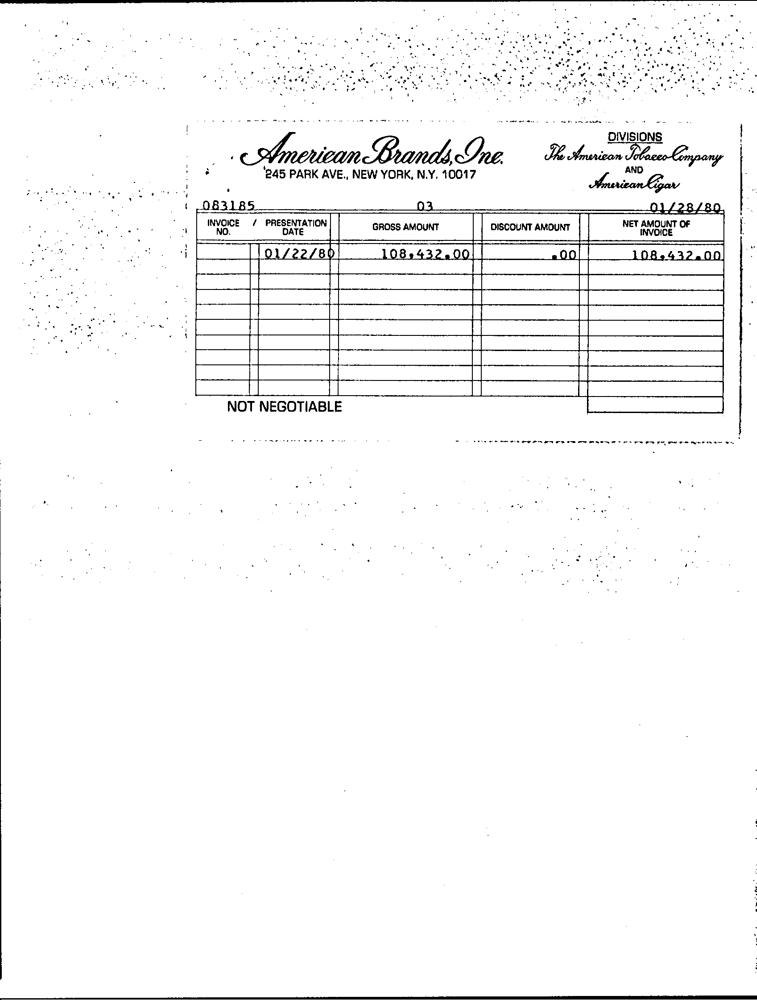 DIVISIONS
American Brands, Inc. The American Tobacco Company
245 PARK AVE., NEW YORK, N.Y. 10017 AND
American Cigar
083185 03 01/28/80
INVOICE NO. / PRESENTATION DATE GROSS AMOUNT DISCOUNT AMOUNT NET AMOUNT OF INVOICE
01/22/80 108,432.00 .00 108,432.00
NOT NEGOTIABLE